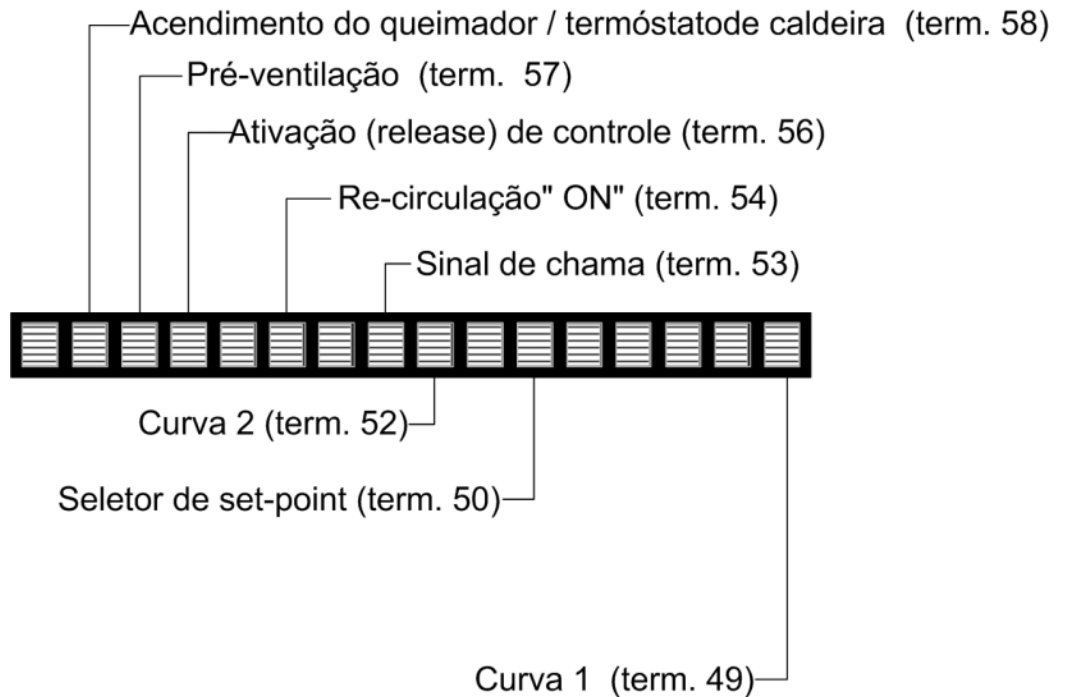 Acendimento do queimador / termóstatode caldeira (term. 58)
Pré-ventilação (term. 57)
Ativação (release) de controle (term. 56)
Re-circulação" ON" (term. 54)
Sinal de chama (term. 53)
Curva 2 (term. 52)
Seletor de set-point (term. 50)
Curva 1 (term. 49)